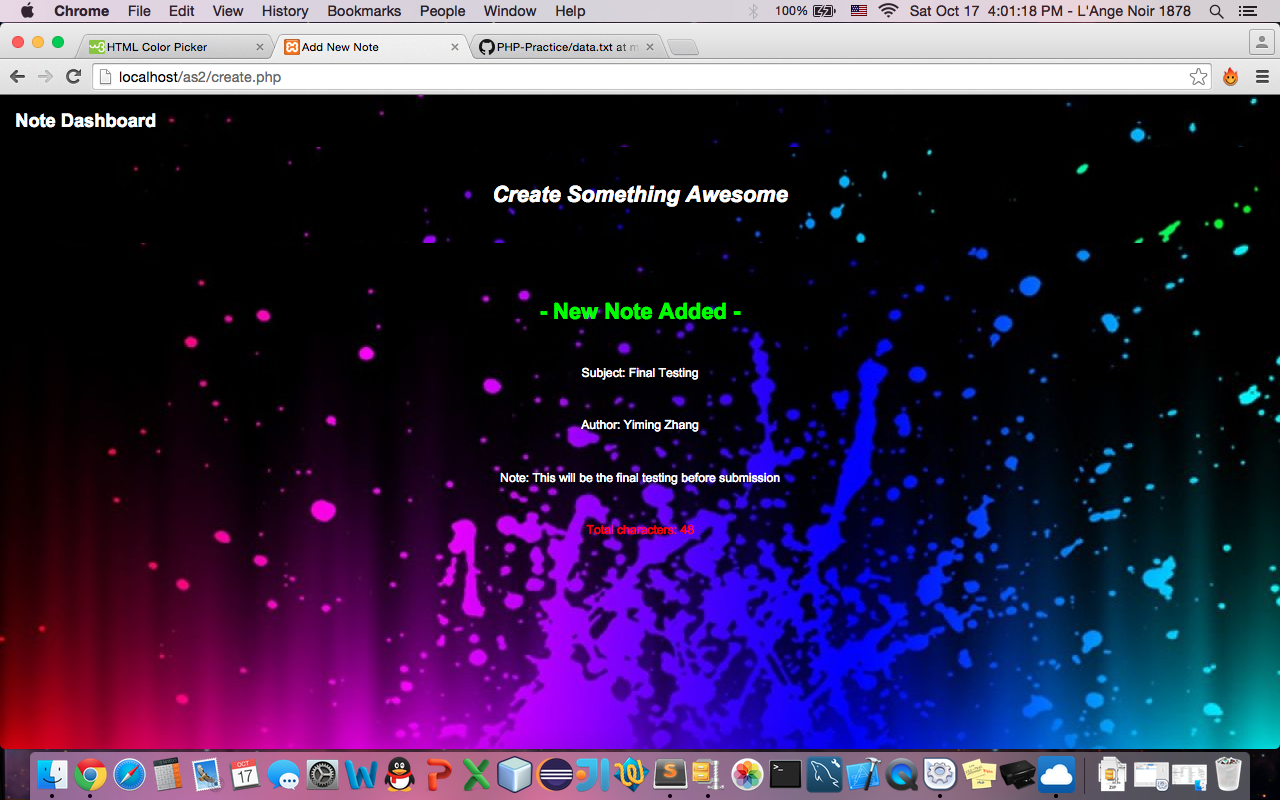 Chrome File Edit View History Bookmarks People Window Help 100% Sat Oct 17 4:01:18 PM - L'Ange Noir 1878
HTML Color Picker Add New Note PHP-Practice/data.txt at m
localhost/as2/create.php
Note Dashboard
Create Something Awesome
- New Note Added -
Subject: Final Testing
Author: Yiming Zhang
Note: This will be the final testing before submission
Total characters: 48
OCT
17
ZIP